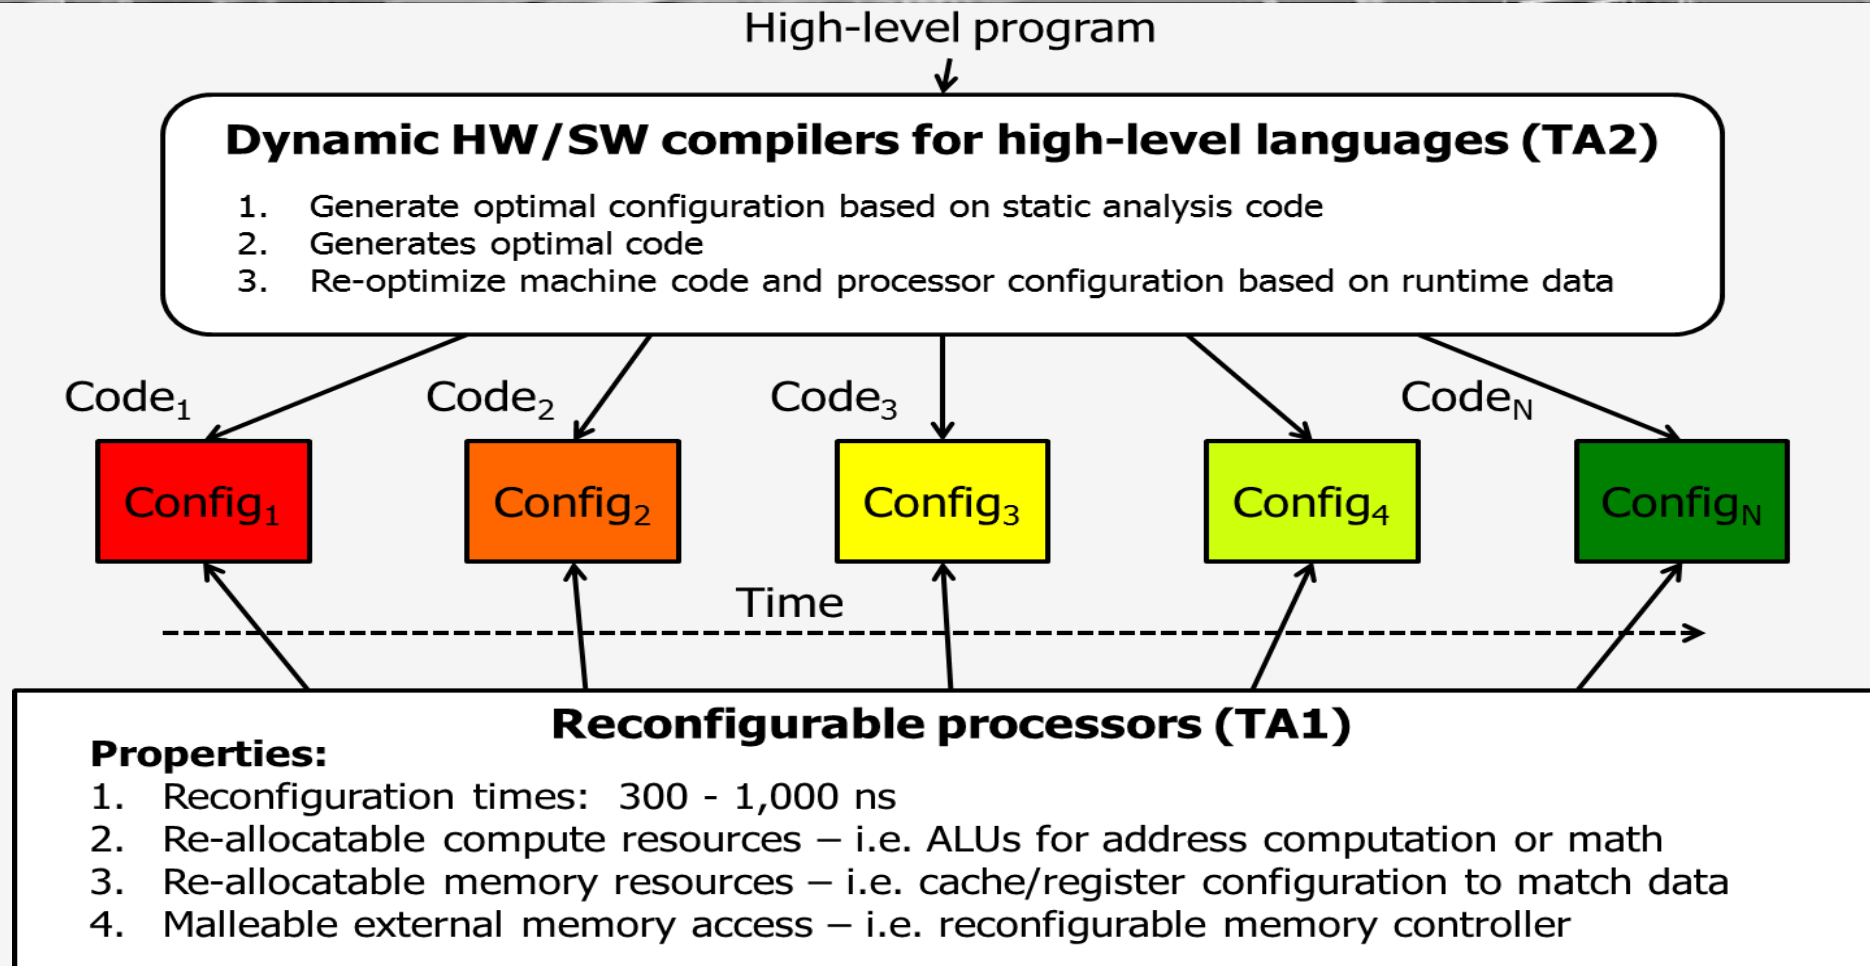 High-level program
Dynamic HW/SW compilers for high-level languages (TA2)
1. Generate optimal configuration based on static analysis code
2. Generates optimal code
3. Re-optimize machine code and processor configuration based on runtime data
Code₁ Code₂ Code₃ Codeₙ
Config₁ Config₂ Config₃ Config₄ Configₙ
Time
Reconfigurable processors (TA1)
Properties:
1. Reconfiguration times: 300 - 1,000 ns
2. Re-allocatable compute resources – i.e. ALUs for address computation or math
3. Re-allocatable memory resources – i.e. cache/register configuration to match data
4. Malleable external memory access – i.e. reconfigurable memory controller